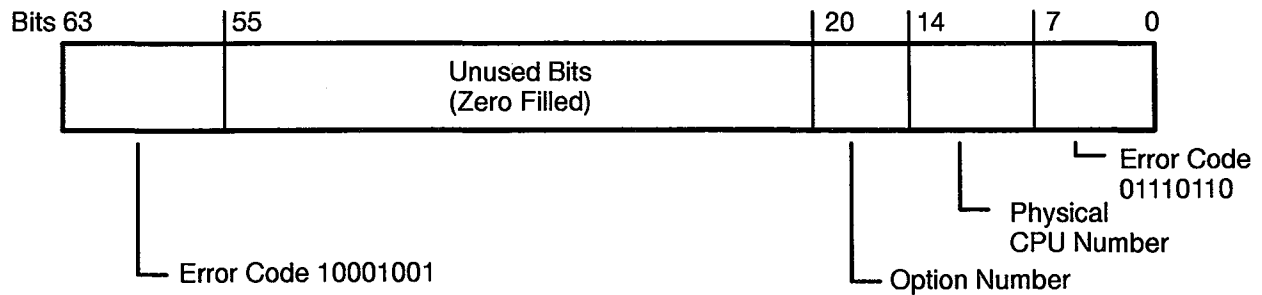 Bits 63 55 20 14 7 0
Unused Bits
(Zero Filled)
Error Code
01110110
Physical
CPU Number
Error Code 10001001
Option Number